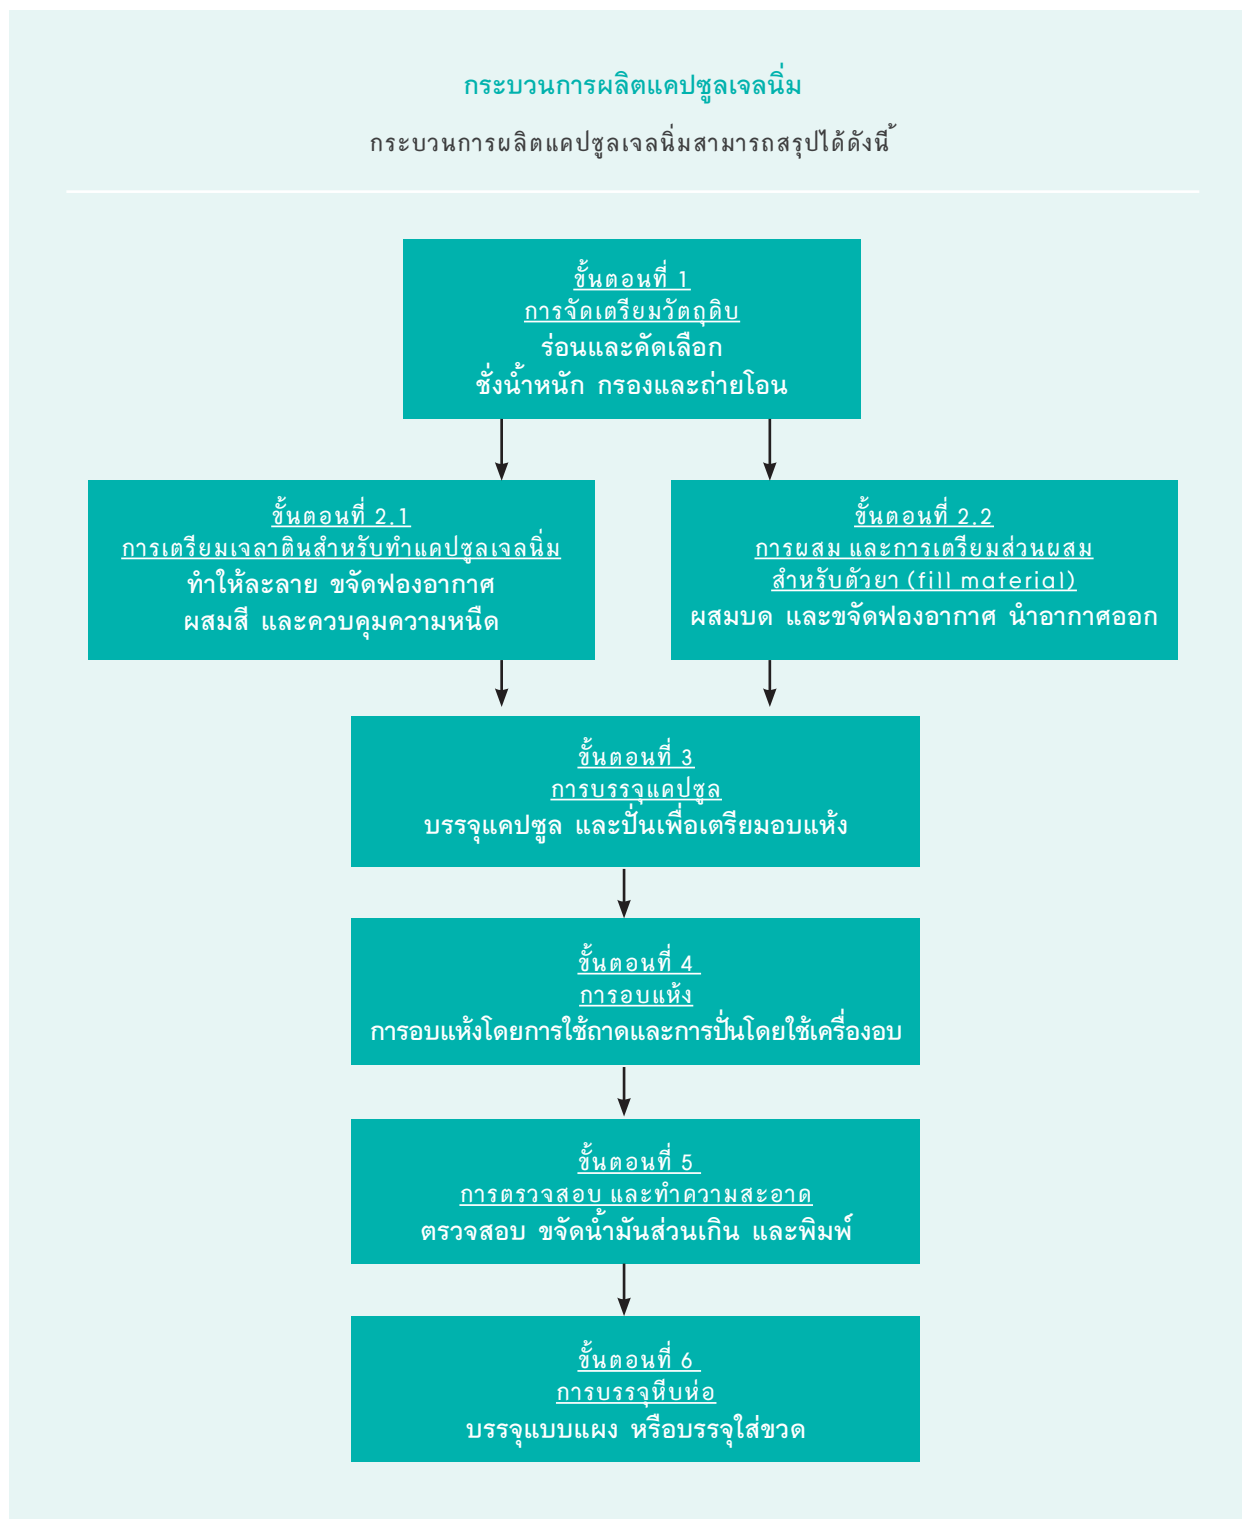 กระบวนการผลิตแคปซูลเจลนิ่ม
กระบวนการผลิตแคปซูลเจลนิ่มสามารถสรุปได้ดังนี้
ขั้นตอนที่ 1
การจัดเตรียมวัตถุดิบ
ร่อนและคัดเลือก
ชั่งน้ำหนัก กรองและถ่ายโอน
ขั้นตอนที่ 2.1
การเตรียมเจลาตินสำหรับทำแคปซูลเจลนิ่ม
ทำให้ละลาย ขจัดฟองอากาศ
ผสมสี และควบคุมความหนืด
ขั้นตอนที่ 2.2
การผสม และการเตรียมส่วนผสม
สำหรับตัวยา (fill material)
ผสมบด และขจัดฟองอากาศ นำอากาศออก
ขั้นตอนที่ 3
การบรรจุแคปซูล
บรรจุแคปซูล และปั่นเพื่อเตรียมอบแห้ง
ขั้นตอนที่ 4
การอบแห้ง
การอบแห้งโดยการใช้ถาดและการปั่นโดยใช้เครื่องอบ
ขั้นตอนที่ 5
การตรวจสอบ และทำความสะอาด
ตรวจสอบ ขจัดน้ำมันส่วนเกิน และพิมพ์
ขั้นตอนที่ 6
การบรรจุหีบห่อ
บรรจุแบบแผง หรือบรรจุใส่ขวด